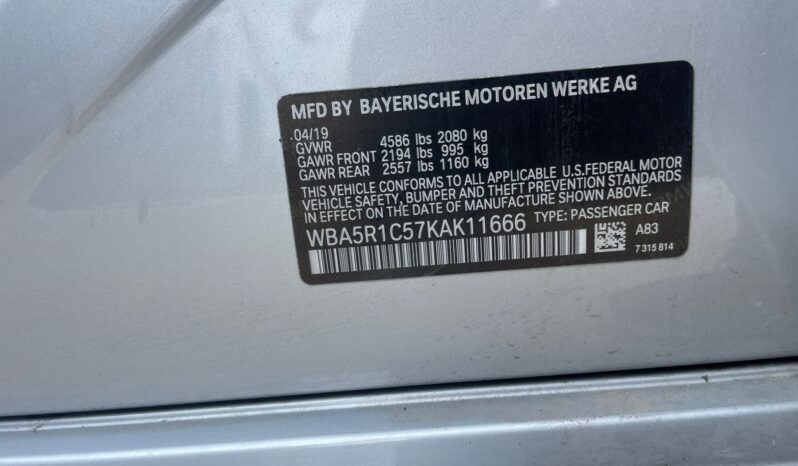 MFD BY BAYERISCHE MOTOREN WERKE AG
04/19
GVWR 4586 lbs 2080 kg
GAWR FRONT 2194 lbs 995 kg
GAWR REAR 2557 lbs 1160 kg
THIS VEHICLE CONFORMS TO ALL APPLICABLE U.S.FEDERAL MOTOR
VEHICLE SAFETY, BUMPER AND THEFT PREVENTION STANDARDS
IN EFFECT ON THE DATE OF MANUFACTURE SHOWN ABOVE.
WBA5R1C57KAK11666 TYPE: PASSENGER CAR
A83
7 315 814